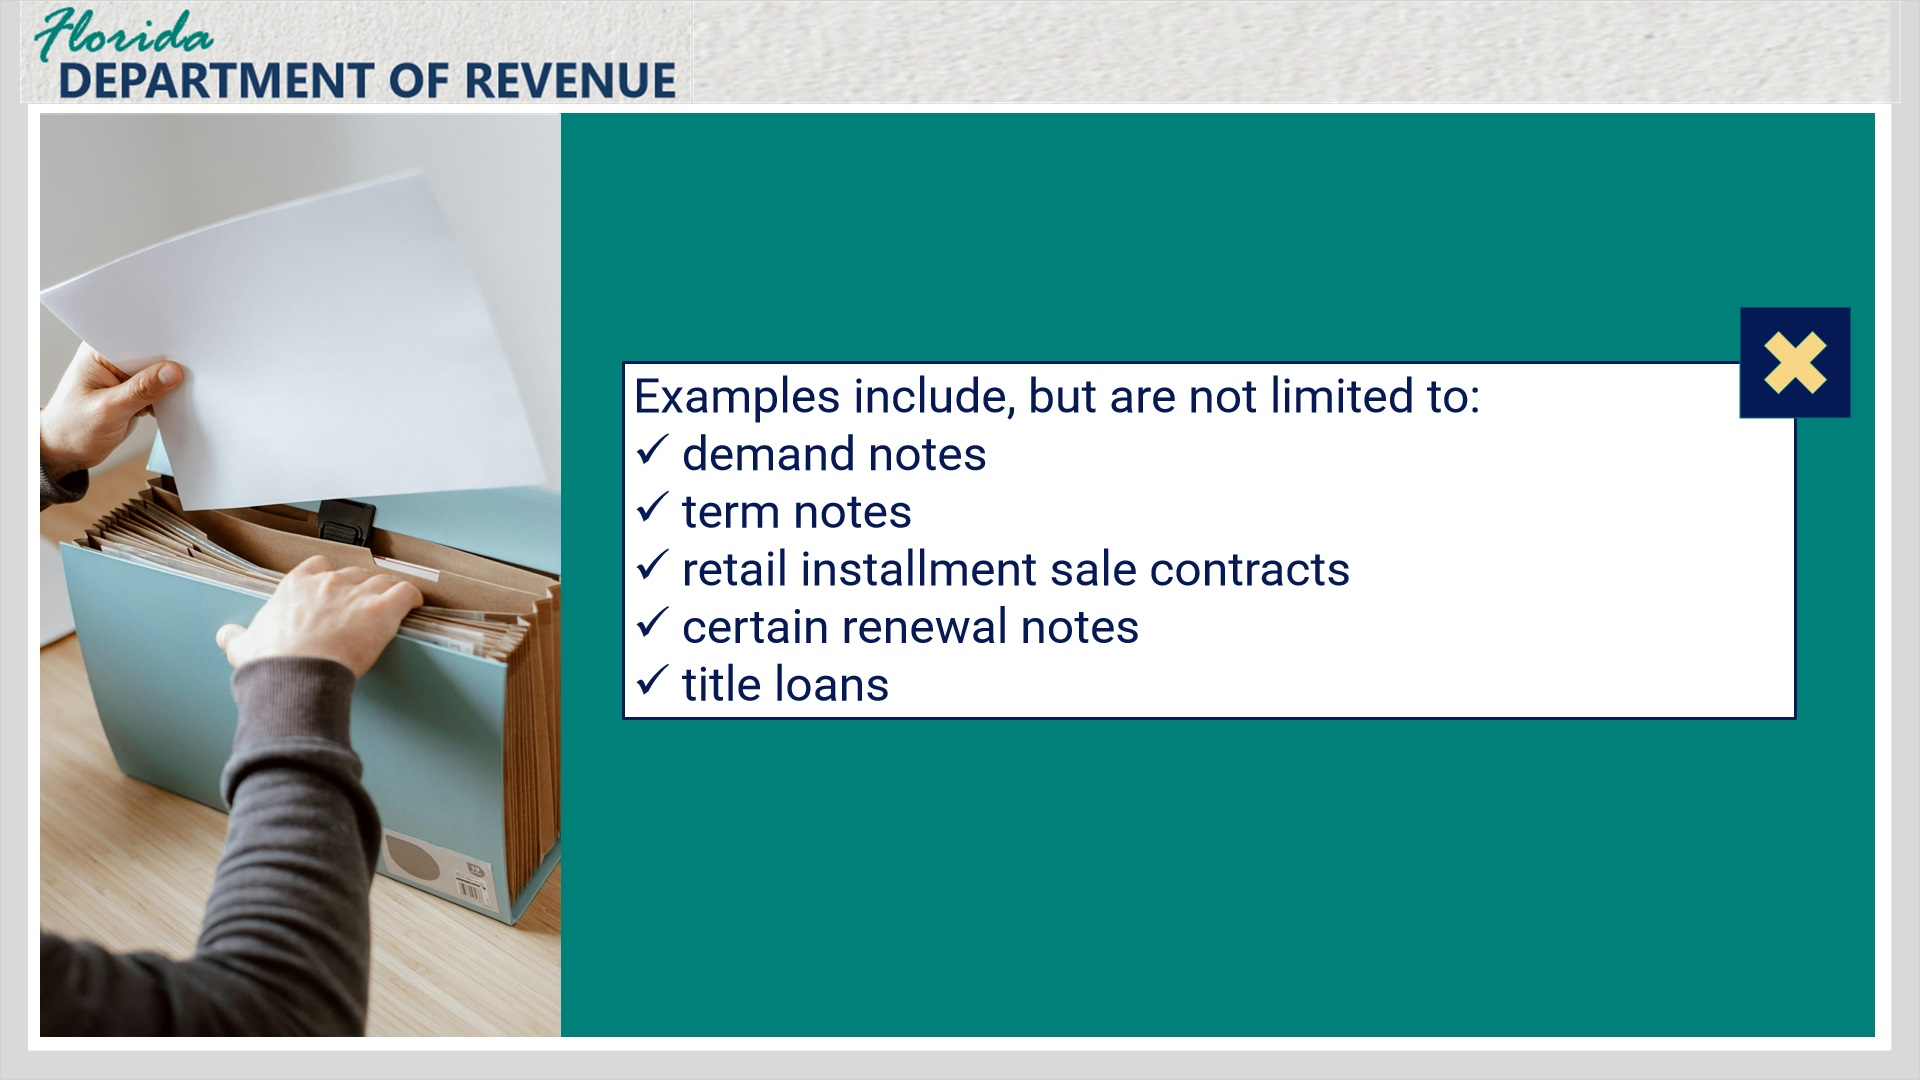 Florida
DEPARTMENT OF REVENUE
Examples include, but are not limited to:
✓ demand notes
✓ term notes
✓ retail installment sale contracts
✓ certain renewal notes
✓ title loans